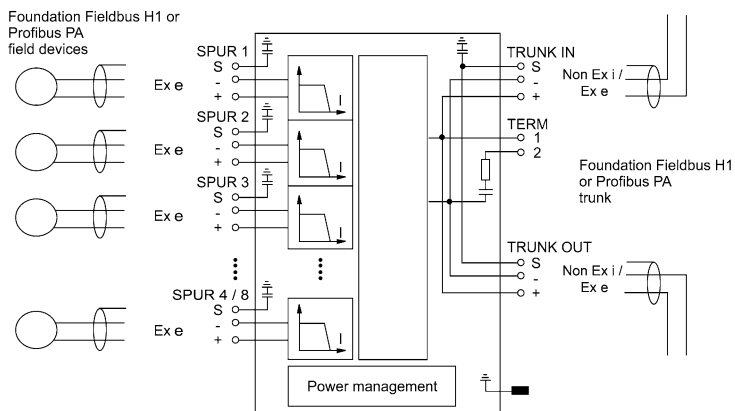 Foundation Fieldbus H1 or
Profibus PA
field devices
SPUR 1
S
-
+
Ex e
I
SPUR 2
S
-
+
Ex e
I
SPUR 3
S
-
+
Ex e
I
SPUR 4 / 8
S
-
+
Ex e
I
Power management
TRUNK IN
S
-
+
Non Ex i /
Ex e
TERM
1
2
Foundation Fieldbus H1
or Profibus PA
trunk
TRUNK OUT
S
-
+
Non Ex i /
Ex e